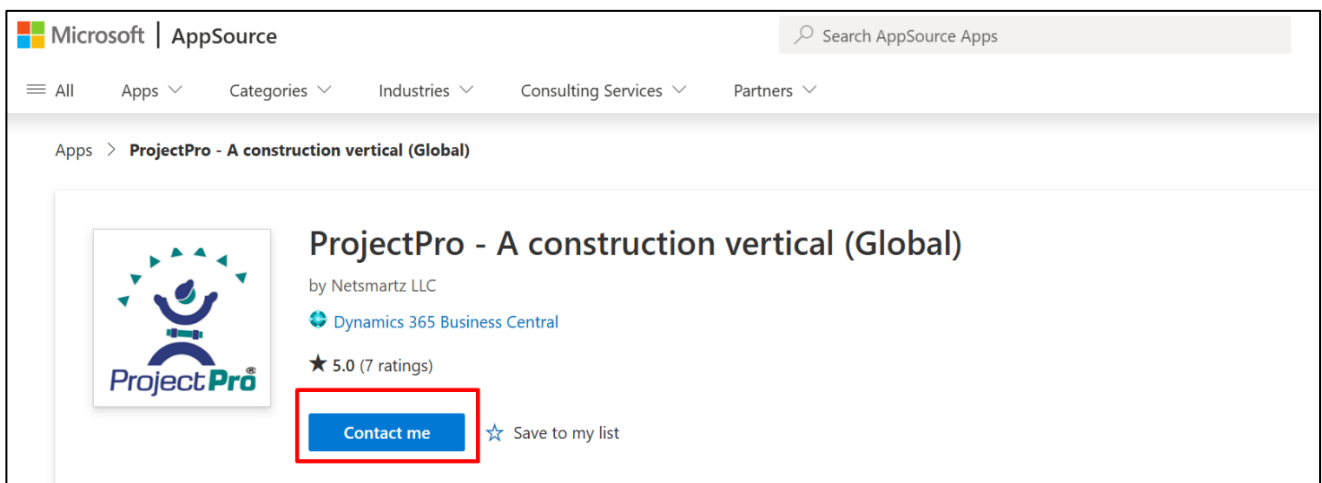 Microsoft | AppSource
Search AppSource Apps
All Apps Categories Industries Consulting Services Partners
Apps > ProjectPro - A construction vertical (Global)
ProjectPro - A construction vertical (Global)
by Netsmartz LLC
Dynamics 365 Business Central
★ 5.0 (7 ratings)
ProjectPro®
Contact me
Save to my list